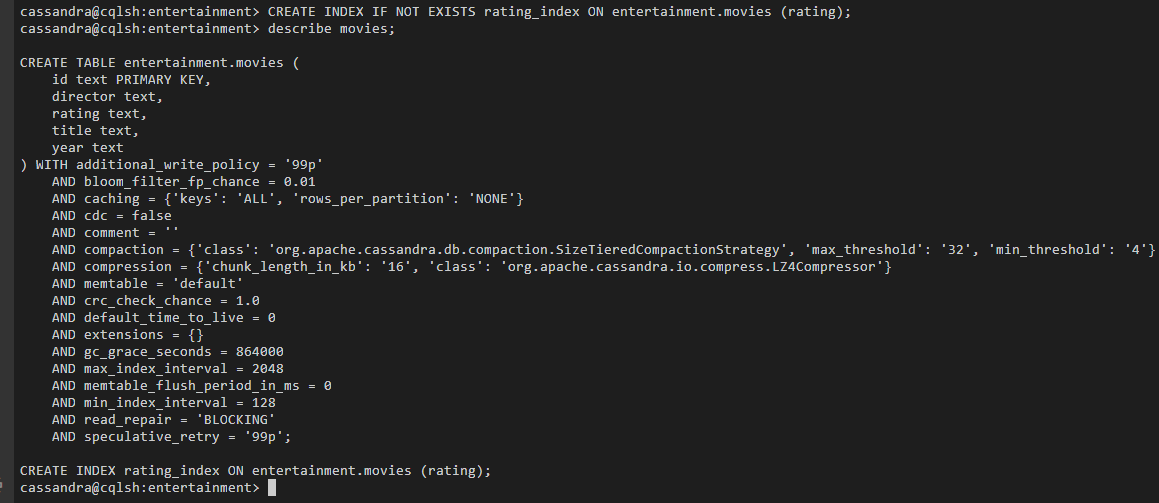 cassandra@cqlsh:entertainment> CREATE INDEX IF NOT EXISTS rating_index ON entertainment.movies (rating);
cassandra@cqlsh:entertainment> describe movies;
CREATE TABLE entertainment.movies (
    id text PRIMARY KEY,
    director text,
    rating text,
    title text,
    year text
) WITH additional_write_policy = '99p'
    AND bloom_filter_fp_chance = 0.01
    AND caching = {'keys': 'ALL', 'rows_per_partition': 'NONE'}
    AND cdc = false
    AND comment = ''
    AND compaction = {'class': 'org.apache.cassandra.db.compaction.SizeTieredCompactionStrategy', 'max_threshold': '32', 'min_threshold': '4'}
    AND compression = {'chunk_length_in_kb': '16', 'class': 'org.apache.cassandra.io.compress.LZ4Compressor'}
    AND memtable = 'default'
    AND crc_check_chance = 1.0
    AND default_time_to_live = 0
    AND extensions = {}
    AND gc_grace_seconds = 864000
    AND max_index_interval = 2048
    AND memtable_flush_period_in_ms = 0
    AND min_index_interval = 128
    AND read_repair = 'BLOCKING'
    AND speculative_retry = '99p';
CREATE INDEX rating_index ON entertainment.movies (rating);
cassandra@cqlsh:entertainment>